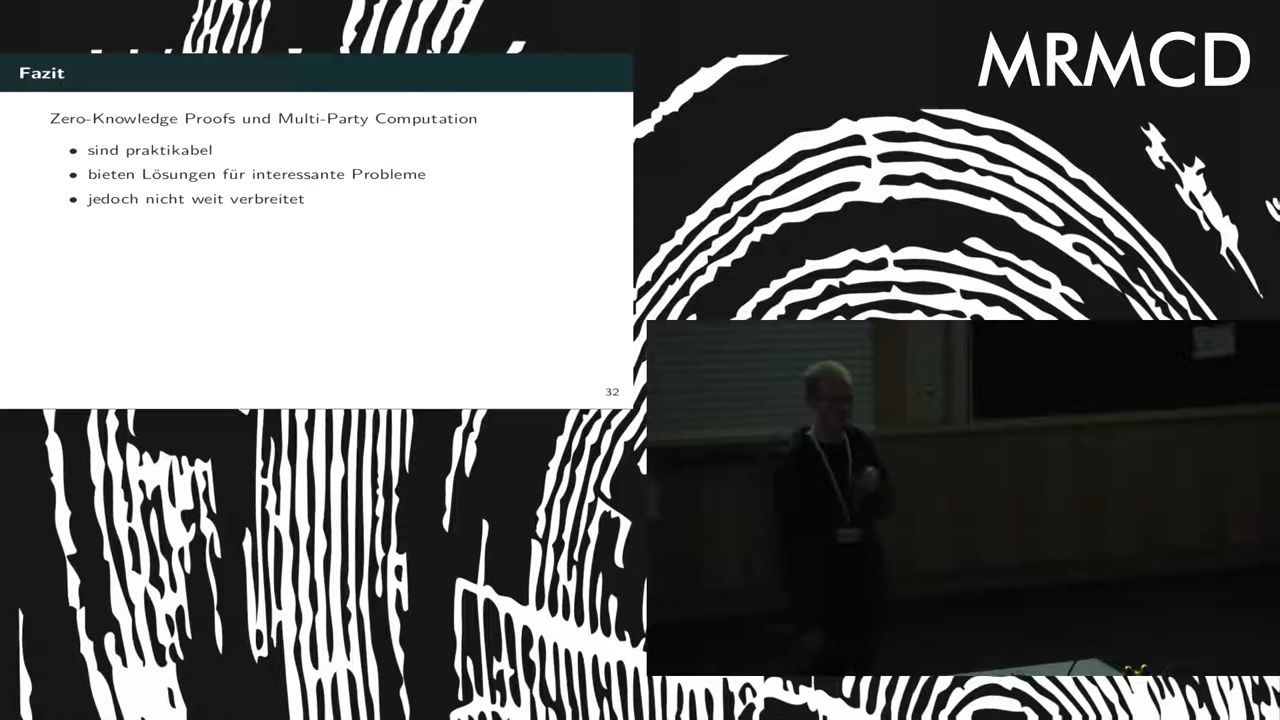 MRMCD
Fazit
Zero-Knowledge Proofs und Multi-Party Computation
• sind praktikabel
• bieten Lösungen für interessante Probleme
• jedoch nicht weit verbreitet
32